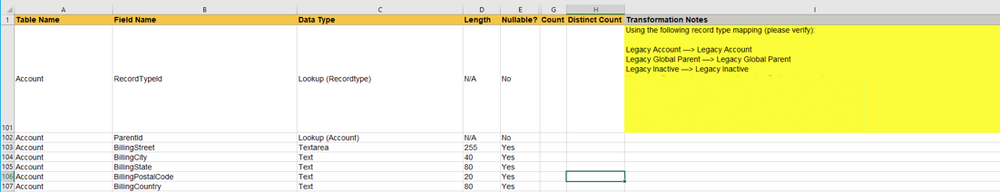 A B C D E F G H I
1 Table Name Field Name Data Type Length Nullable? Count Distinct Count Transformation Notes
Using the following record type mapping (please verify):
Legacy Account —> Legacy Account
Legacy Global Parent —> Legacy Global Parent
Legacy Inactive —> Legacy Inactive
101 Account RecordTypeId Lookup (Recordtype) N/A No
102 Account ParentId Lookup (Account) N/A No
103 Account BillingStreet Textarea 255 Yes
104 Account BillingCity Text 40 Yes
105 Account BillingState Text 80 Yes
106 Account BillingPostalCode Text 20 Yes
107 Account BillingCountry Text 80 Yes